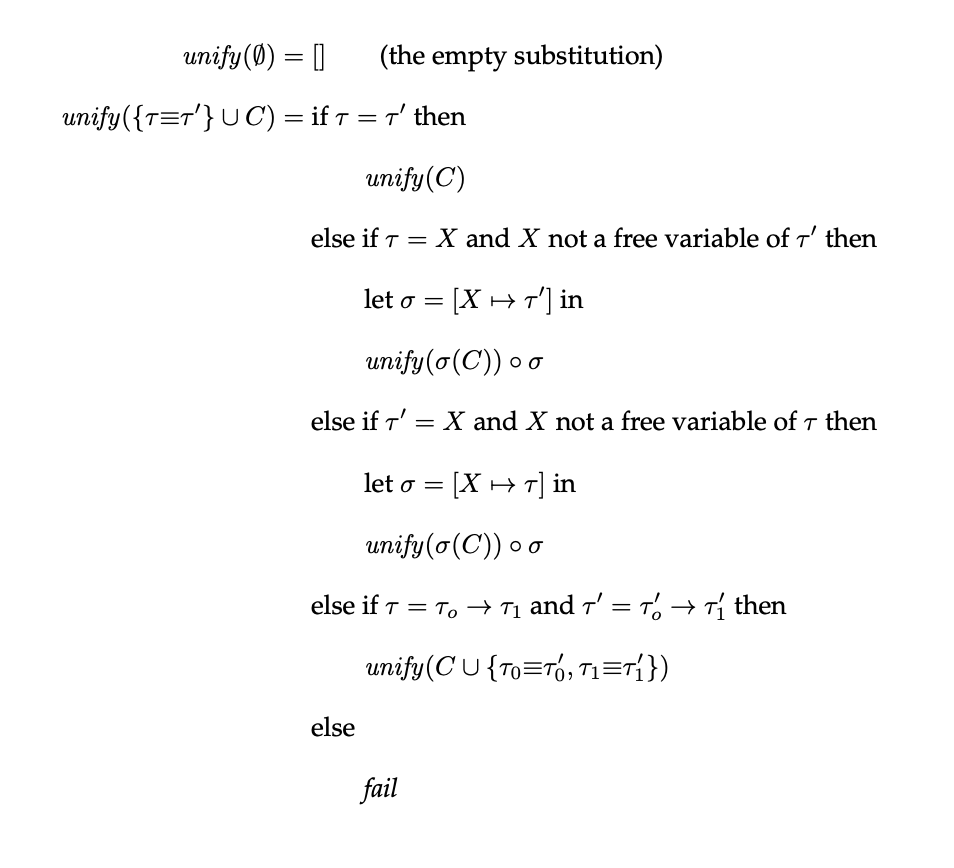 unify(∅) = [] (the empty substitution)
unify({τ≡τ′} ∪ C) = if τ = τ′ then
unify(C)
else if τ = X and X not a free variable of τ′ then
let σ = [X ↦ τ′] in
unify(σ(C)) ∘ σ
else if τ′ = X and X not a free variable of τ then
let σ = [X ↦ τ] in
unify(σ(C)) ∘ σ
else if τ = τₒ → τ₁ and τ′ = τ′ₒ → τ′₁ then
unify(C ∪ {τ₀≡τ′₀, τ₁≡τ′₁})
else
fail